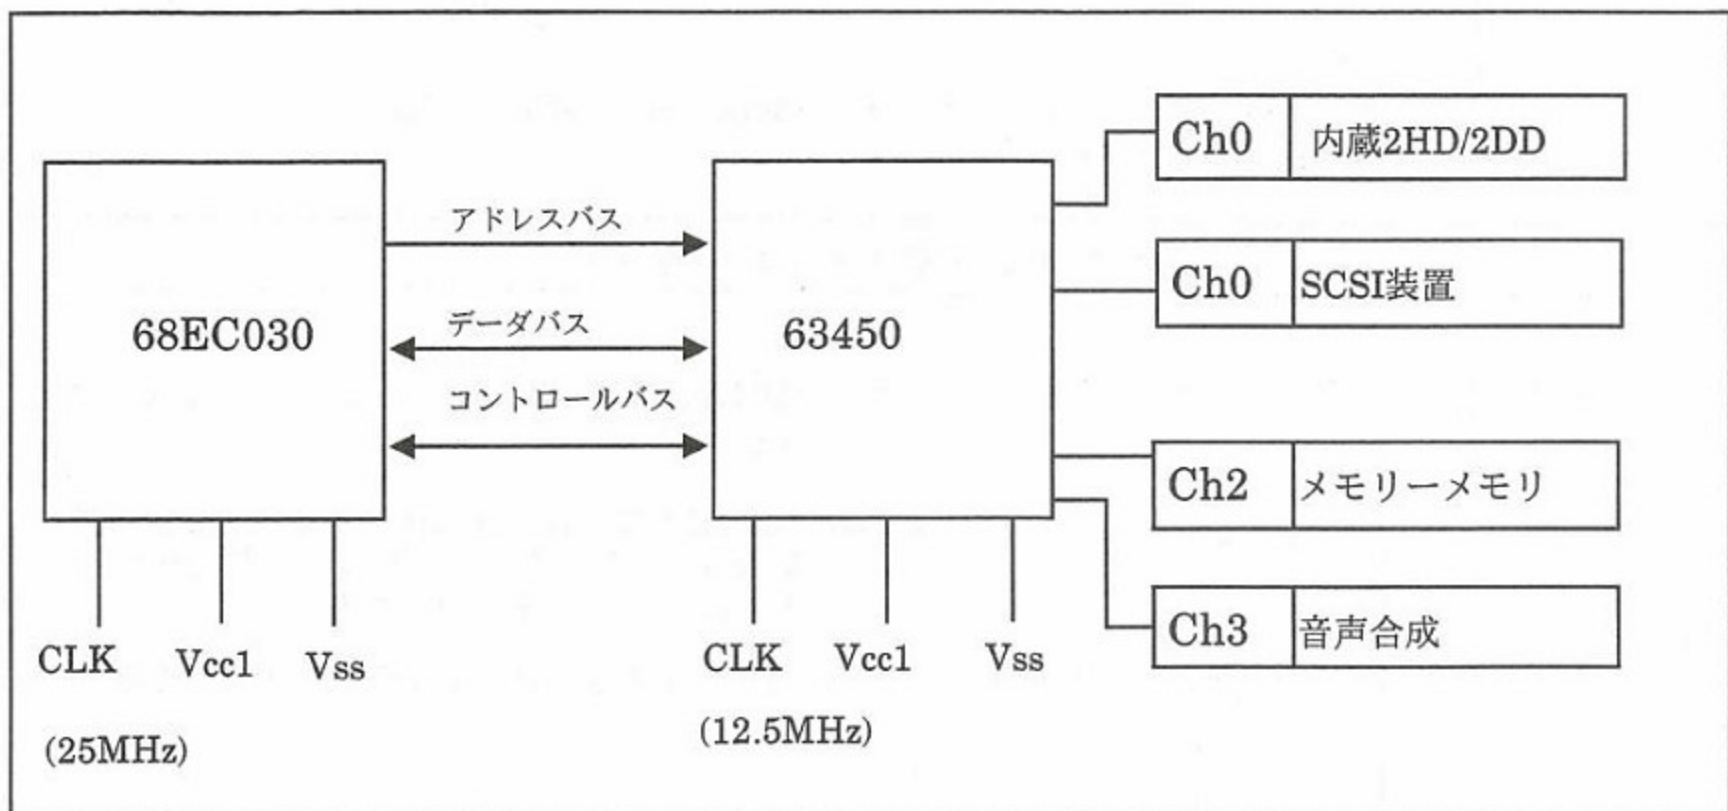 Ch0 内蔵2HD/2DD
アドレスバス
Ch0 SCSI装置
68EC030
データバス
63450
コントロールバス
Ch2 メモリーメモリ
Ch3 音声合成
CLK Vcc1 Vss
CLK Vcc1 Vss
(25MHz)
(12.5MHz)